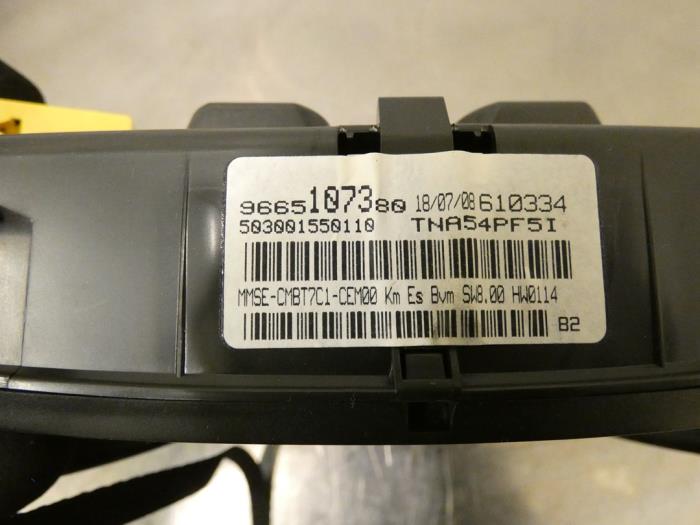 9665107380 18/07/08 610334
503001550110 TNA54PF5I
MMSE-CMBT7C1-CEM00 Km Es Bvm SW8.00 HW0114
B2